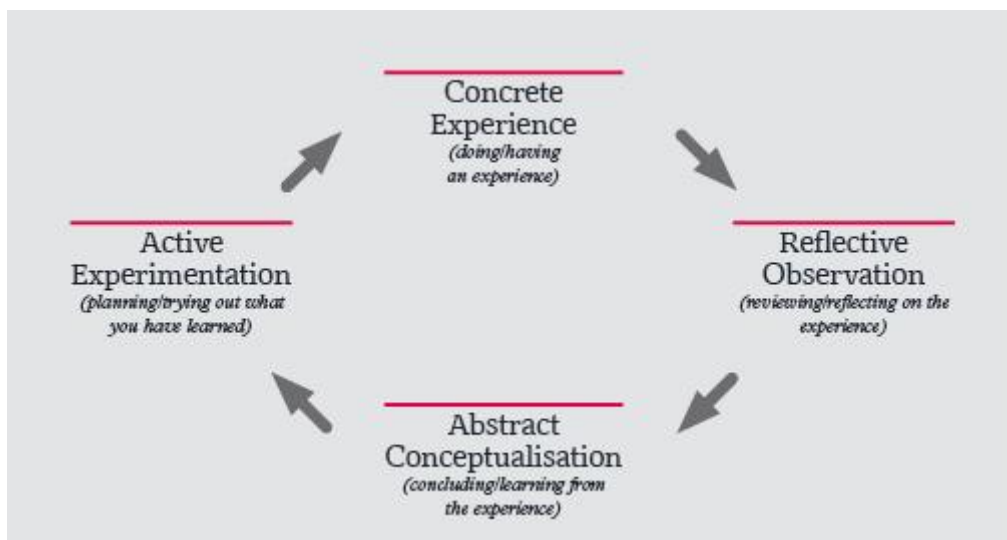 Concrete
Experience
(doing/having
an experience)
Active
Experimentation
(planning/trying out what
you have learned)
Reflective
Observation
(reviewing/reflecting on the
experience)
Abstract
Conceptualisation
(concluding/learning from
the experience)